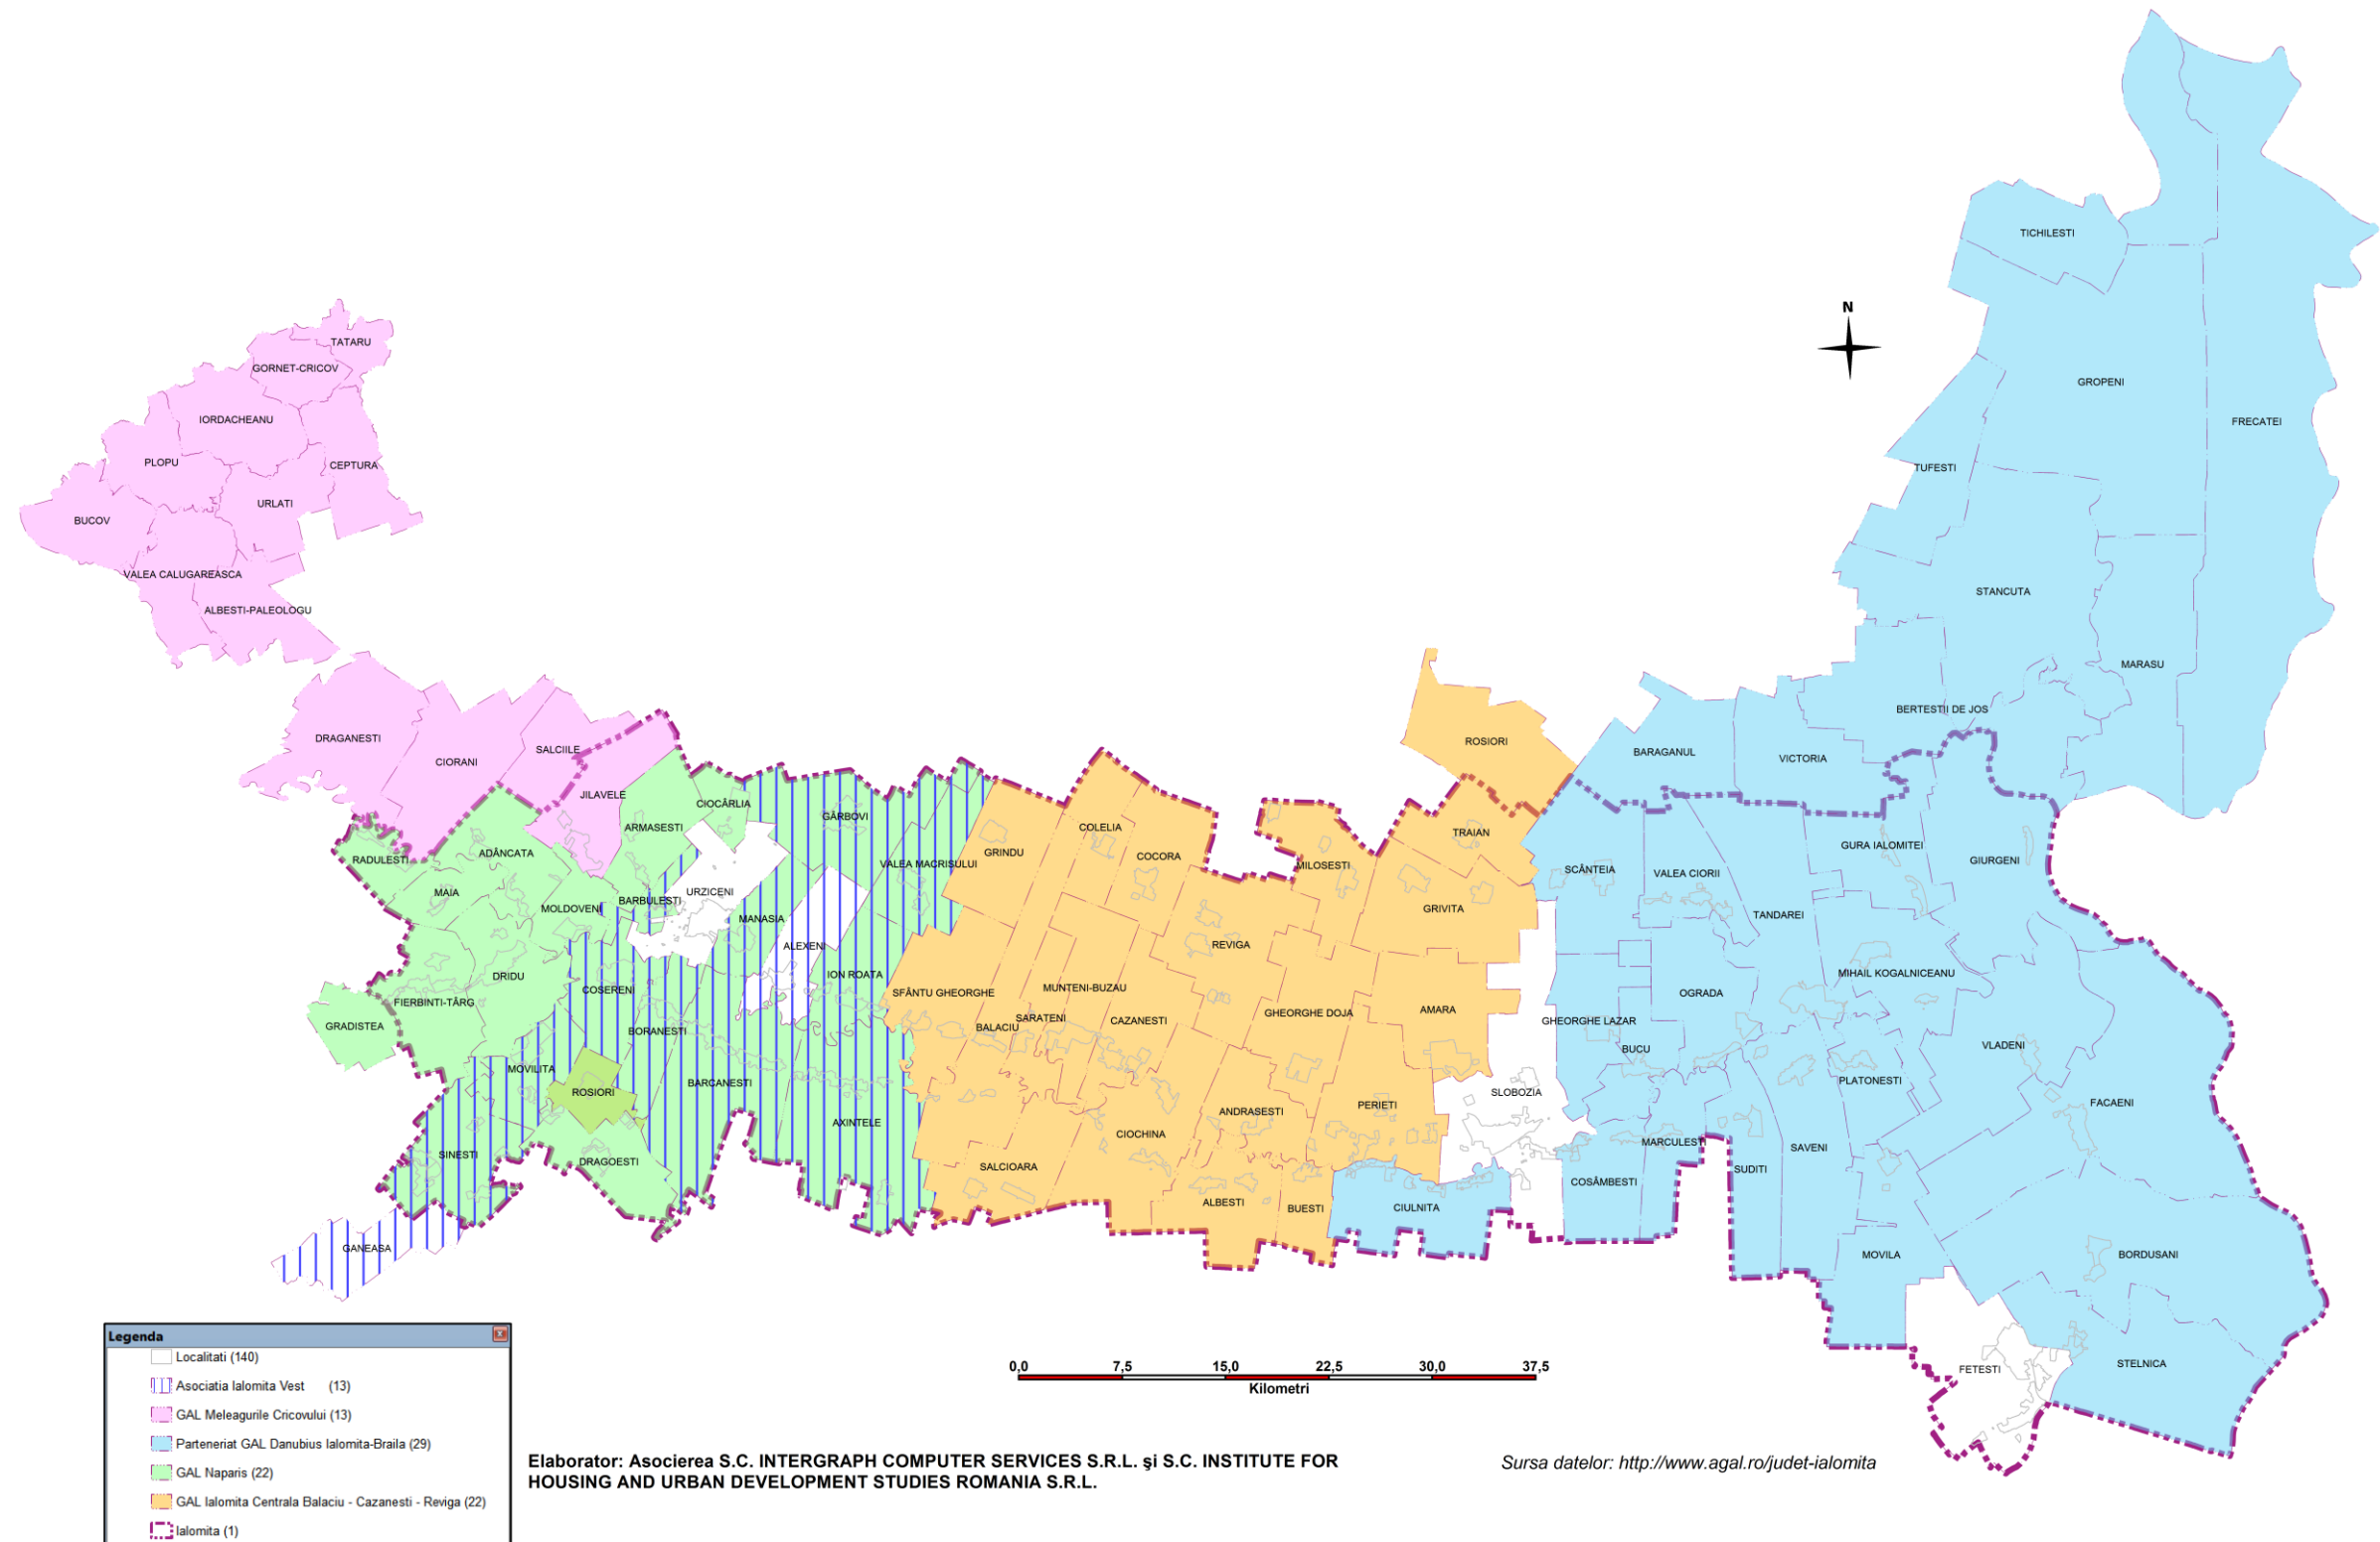 TICHILESTI
N
TATARU
GORNET-CRICOV
GROPENI
IORDACHEANU
FRECATEI
PLOPU
CEPTURA
TUFESTI
URLATI
BUCOV
VALEA CALUGAREASCA
STANCUTA
ALBESTI-PALEOLOGU
MARASU
BERTESTII DE JOS
DRAGANESTI
ROSIORI
SALCIILE
BARAGANUL
CIORANI
VICTORIA
JILAVELE
CIOCÂRLIA
GÂRBOVI
ARMASESTI
COLELIA
TRAIAN
GURA IALOMITEI
ADÂNCATA
GRINDU
COCORA
RADULESTI
GIURGENI
VALEA MACRISULUI
MILOSESTI
SCÂNTEIA
VALEA CIORII
MAIA
URZICENI
BARBULESTI
MOLDOVENI
GRIVITA
TANDAREI
MANASIA
ALEXENI
REVIGA
DRIDU
ION ROATA
MIHAIL KOGALNICEANU
COSERENI
MUNTENI-BUZAU
SFÂNTU GHEORGHE
OGRADA
FIERBINTI-TÂRG
AMARA
GHEORGHE DOJA
SARATENI
CAZANESTI
GHEORGHE LAZAR
GRADISTEA
BALACIU
BORANESTI
VLADENI
BUCU
MOVILITA
BARCANESTI
PLATONESTI
ROSIORI
SLOBOZIA
FACAENI
PERIETI
ANDRASESTI
AXINTELE
CIOCHINA
MARCULESTI
SAVENI
SINESTI
DRAGOESTI
SALCIOARA
SUDITI
COSÂMBESTI
ALBESTI
BUESTI
CIULNITA
GANEASA
MOVILA
BORDUSANI
STELNICA
FETESTI
Legenda
Localitati (140)
Asociatia Ialomita Vest (13)
GAL Meleagurile Cricovului (13)
Parteneriat GAL Danubius Ialomita-Braila (29)
GAL Naparis (22)
GAL Ialomita Centrala Balaciu - Cazanesti - Reviga (22)
Ialomita (1)
0,0 7,5 15,0 22,5 30,0 37,5
Kilometri
Elaborator: Asocierea S.C. INTERGRAPH COMPUTER SERVICES S.R.L. şi S.C. INSTITUTE FOR
HOUSING AND URBAN DEVELOPMENT STUDIES ROMANIA S.R.L.
Sursa datelor: http://www.agal.ro/judet-ialomita